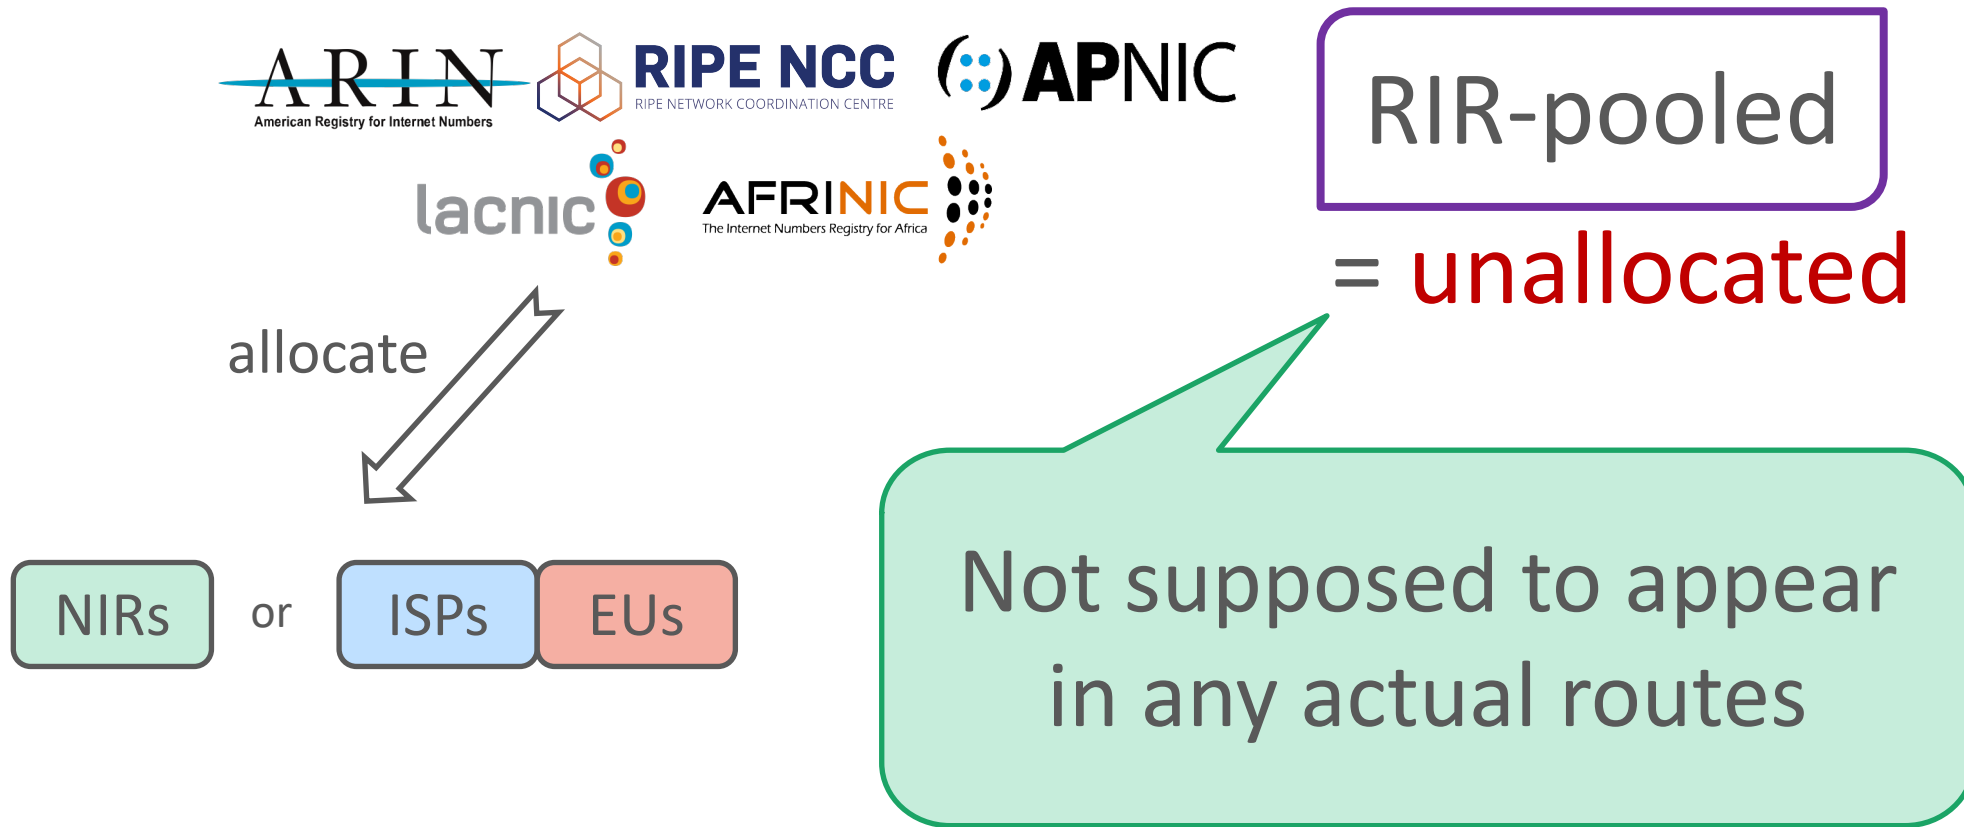 ARIN
American Registry for Internet Numbers
RIPE NCC
RIPE NETWORK COORDINATION CENTRE
(::) APNIC
lacnic
AFRINIC
The Internet Numbers Registry for Africa
RIR-pooled
= unallocated
allocate
NIRs or ISPs EUs
Not supposed to appear
in any actual routes